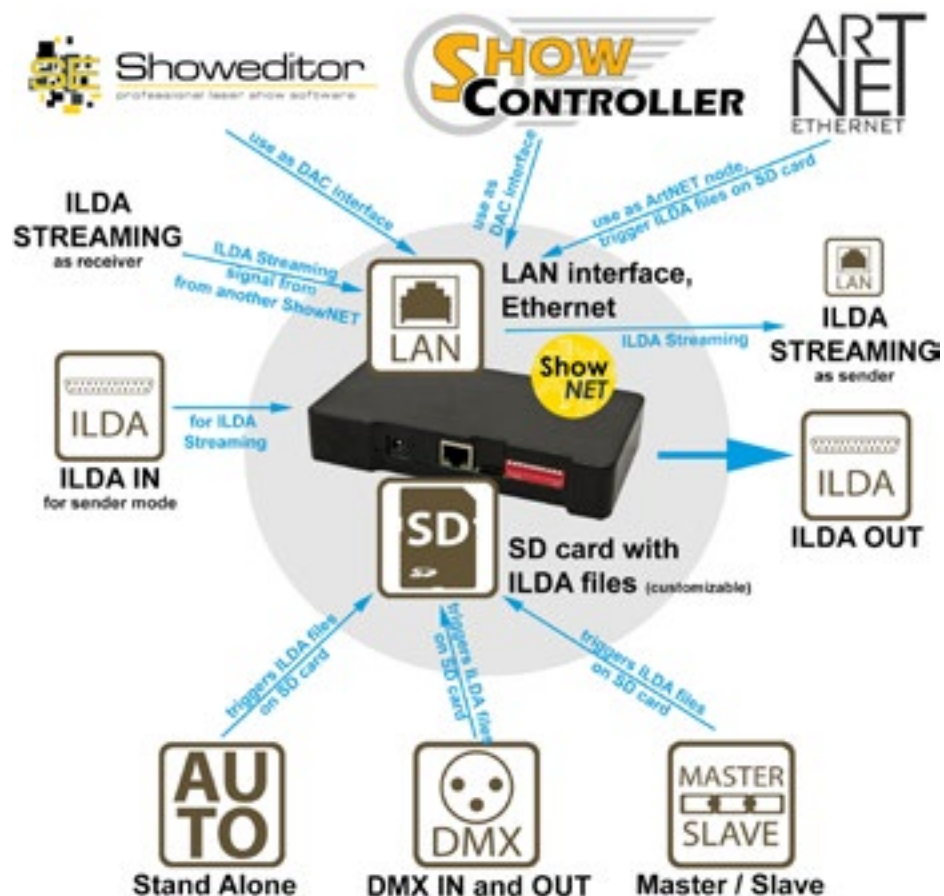 SE Showeditor
professional laser show software
SHOW
CONTROLLER
ART
NET
ETHERNET
use as DAC interface
use as
DAC interface
use as ArtNET node,
trigger ILDA files on SD card
ILDA
STREAMING
as receiver
ILDA Streaming
signal from
from another ShowNET
LAN
LAN interface,
Ethernet
ILDA Streaming
LAN
ILDA
STREAMING
as sender
Show
NET
ILDA
ILDA IN
for sender mode
for ILDA
Streaming
ILDA
ILDA OUT
SD
SD
SD card with
ILDA files (customizable)
triggers ILDA files
on SD card
triggers ILDA files
on SD card
triggers ILDA files
on SD card
AU
TO
Stand Alone
DMX
DMX IN and OUT
MASTER
SLAVE
Master / Slave